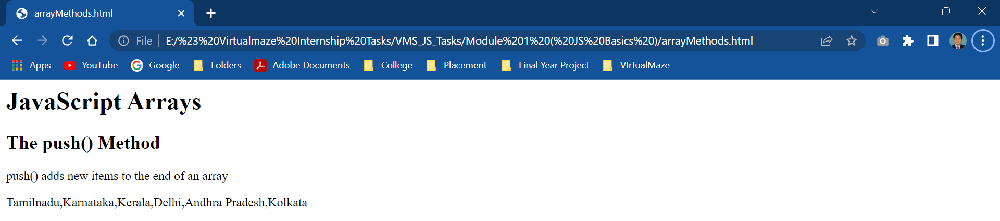 arrayMethods.html
File E:/%23%20Virtualmaze%20Internship%20Tasks/VMS_JS_Tasks/Module%201%20(%20JS%20Basics%20)/arrayMethods.html
Apps YouTube Google Folders Adobe Documents College Placement Final Year Project VIrtualMaze
JavaScript Arrays
The push() Method
push() adds new items to the end of an array
Tamilnadu,Karnataka,Kerala,Delhi,Andhra Pradesh,Kolkata